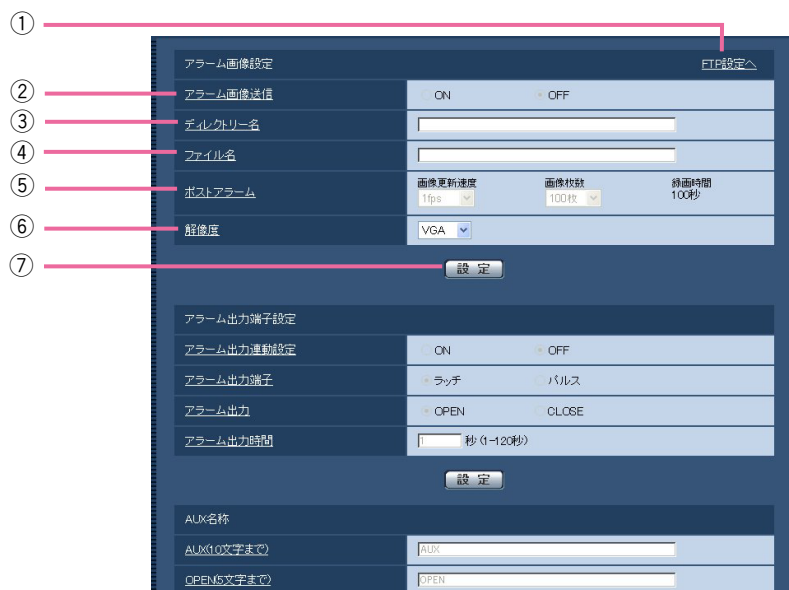 ①
アラーム画像設定 FTP設定へ
② アラーム画像送信 ON OFF
③ ディレクトリー名
④ ファイル名
⑤ ポストアラーム 画像更新速度 画像枚数 録画時間
1fps 100枚 100秒
⑥ 解像度 VGA
⑦ 設 定
アラーム出力端子設定
アラーム出力連動設定 ON OFF
アラーム出力端子 ラッチ パルス
アラーム出力 OPEN CLOSE
アラーム出力時間 1 秒(1-120秒)
設 定
AUX名称
AUX(10文字まで) AUX
OPEN(5文字まで) OPEN